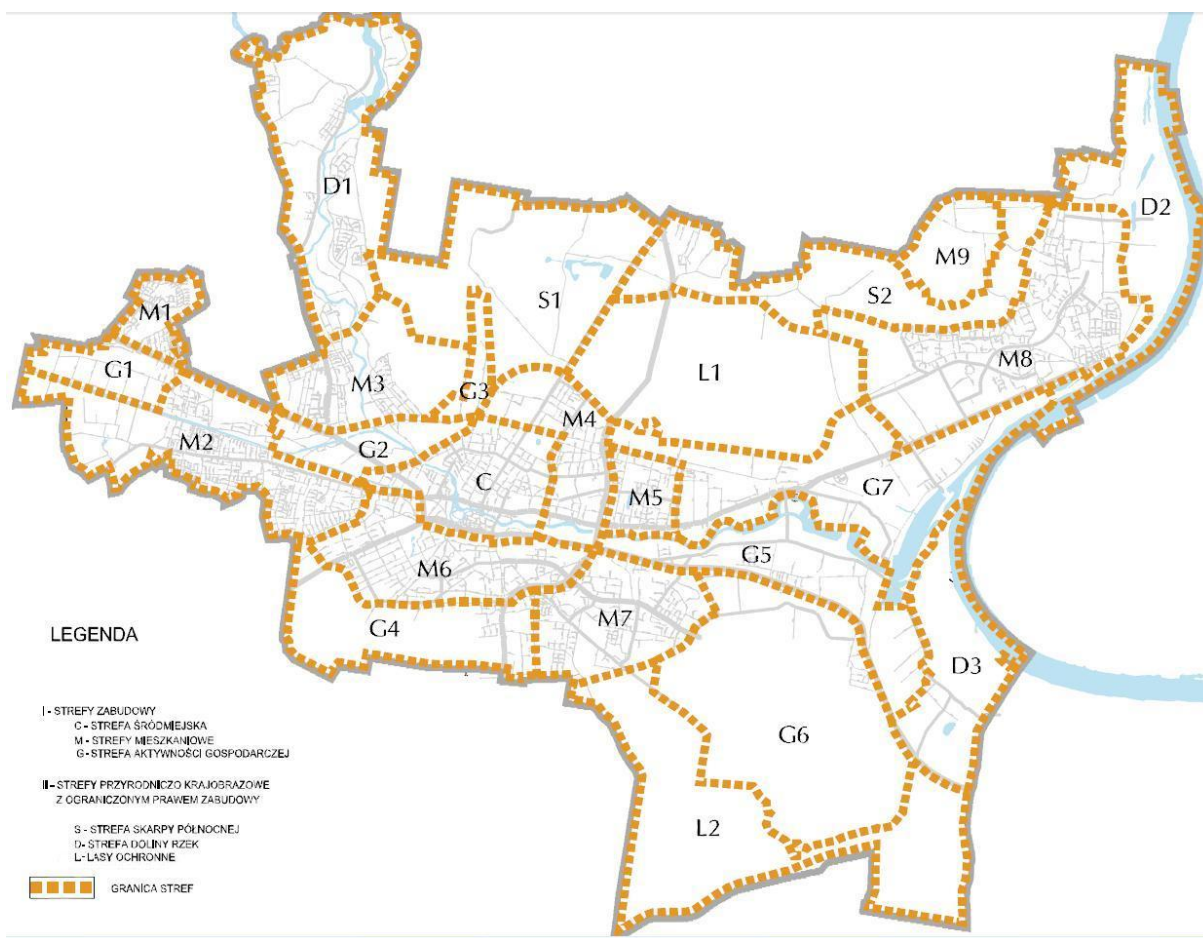 D1
D2
M9
S2
S1
M1
G1
L1
M8
M3
G3
M4
M2
G2
C
M5
G7
G5
M6
M7
G4
D3
G6
L2
LEGENDA
I - STREFY ZABUDOWY
C - STREFA ŚRÓDMIEJSKA
M - STREFY MIESZKANIOWE
G - STREFA AKTYWNOŚCI GOSPODARCZEJ
II - STREFY PRZYRODNICZO KRAJOBRAZOWE
Z OGRANICZONYM PRAWEM ZABUDOWY
S - STREFA SKARPY PÓŁNOCNEJ
D - STREFA DOLINY RZEK
L - LASY OCHRONNE
GRANICA STREF